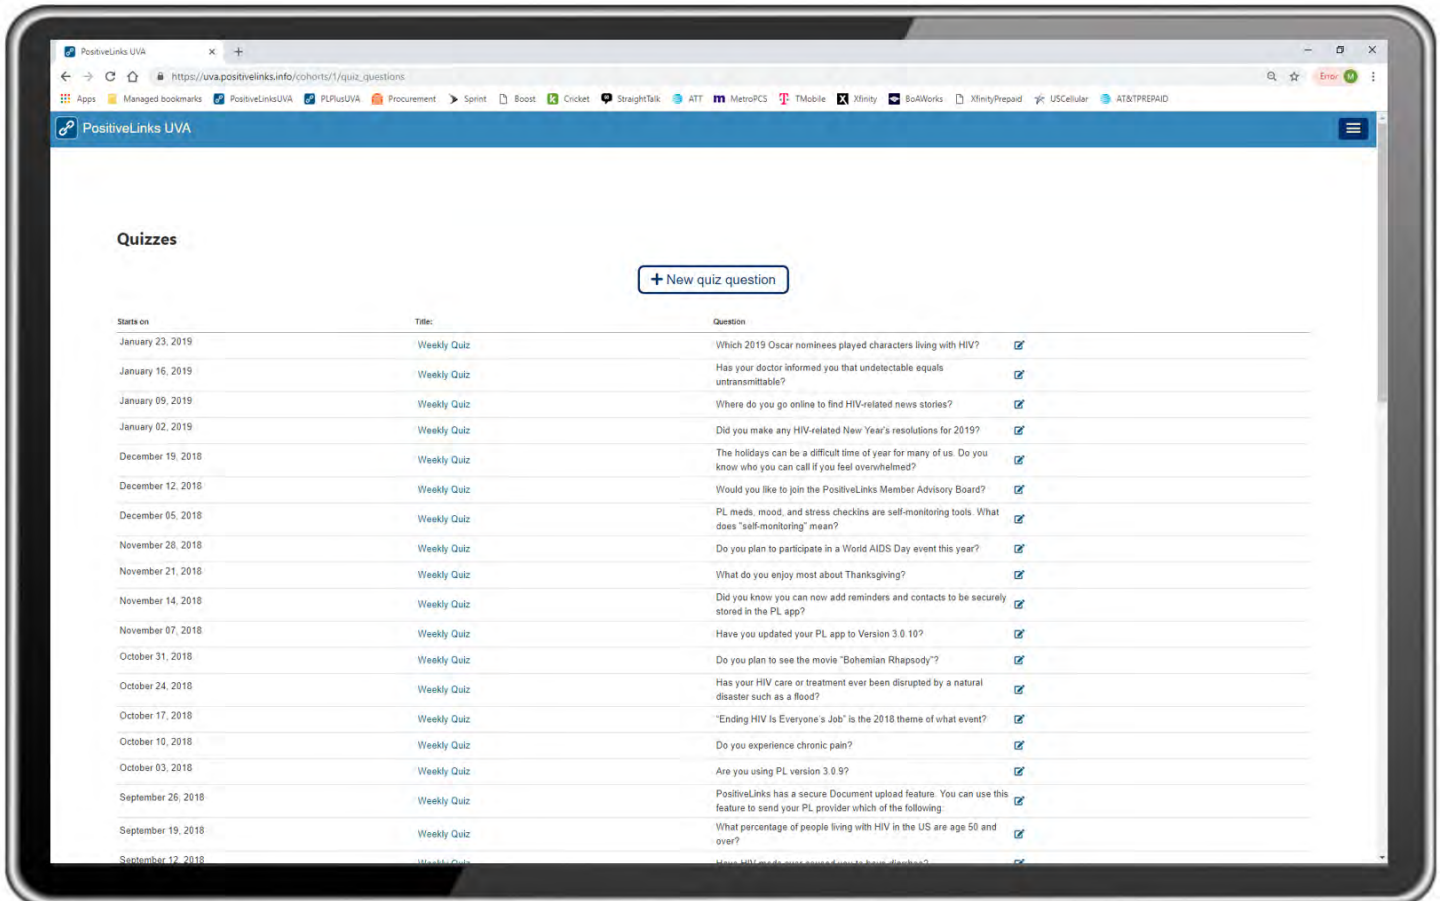 PositiveLinks UVA
https://uva.positivelinks.info/cohorts/1/quiz_questions
Error
M
Apps Managed bookmarks PositiveLinksUVA PLPlusUVA Procurement Sprint Boost Cricket StraightTalk ATT MetroPCS TMobile Xfinity BoAWorks XfinityPrepaid USCellular AT&TPREPAID
PositiveLinks UVA
Quizzes
+ New quiz question
Starts on Title: Question
January 23, 2019 Weekly Quiz Which 2019 Oscar nominees played characters living with HIV?
January 16, 2019 Weekly Quiz Has your doctor informed you that undetectable equals
untransmittable?
January 09, 2019 Weekly Quiz Where do you go online to find HIV-related news stories?
January 02, 2019 Weekly Quiz Did you make any HIV-related New Year's resolutions for 2019?
December 19, 2018 Weekly Quiz The holidays can be a difficult time of year for many of us. Do you
know who you can call if you feel overwhelmed?
December 12, 2018 Weekly Quiz Would you like to join the PositiveLinks Member Advisory Board?
December 05, 2018 Weekly Quiz PL meds, mood, and stress checkins are self-monitoring tools. What
does "self-monitoring" mean?
November 28, 2018 Weekly Quiz Do you plan to participate in a World AIDS Day event this year?
November 21, 2018 Weekly Quiz What do you enjoy most about Thanksgiving?
November 14, 2018 Weekly Quiz Did you know you can now add reminders and contacts to be securely
stored in the PL app?
November 07, 2018 Weekly Quiz Have you updated your PL app to Version 3.0.10?
October 31, 2018 Weekly Quiz Do you plan to see the movie "Bohemian Rhapsody"?
October 24, 2018 Weekly Quiz Has your HIV care or treatment ever been disrupted by a natural
disaster such as a flood?
October 17, 2018 Weekly Quiz "Ending HIV Is Everyone's Job" is the 2018 theme of what event?
October 10, 2018 Weekly Quiz Do you experience chronic pain?
October 03, 2018 Weekly Quiz Are you using PL version 3.0.9?
September 26, 2018 Weekly Quiz PositiveLinks has a secure Document upload feature. You can use this
feature to send your PL provider which of the following:
September 19, 2018 Weekly Quiz What percentage of people living with HIV in the US are age 50 and
over?
September 12, 2018 Weekly Quiz Have HIV meds ever caused you to have diarrhea?